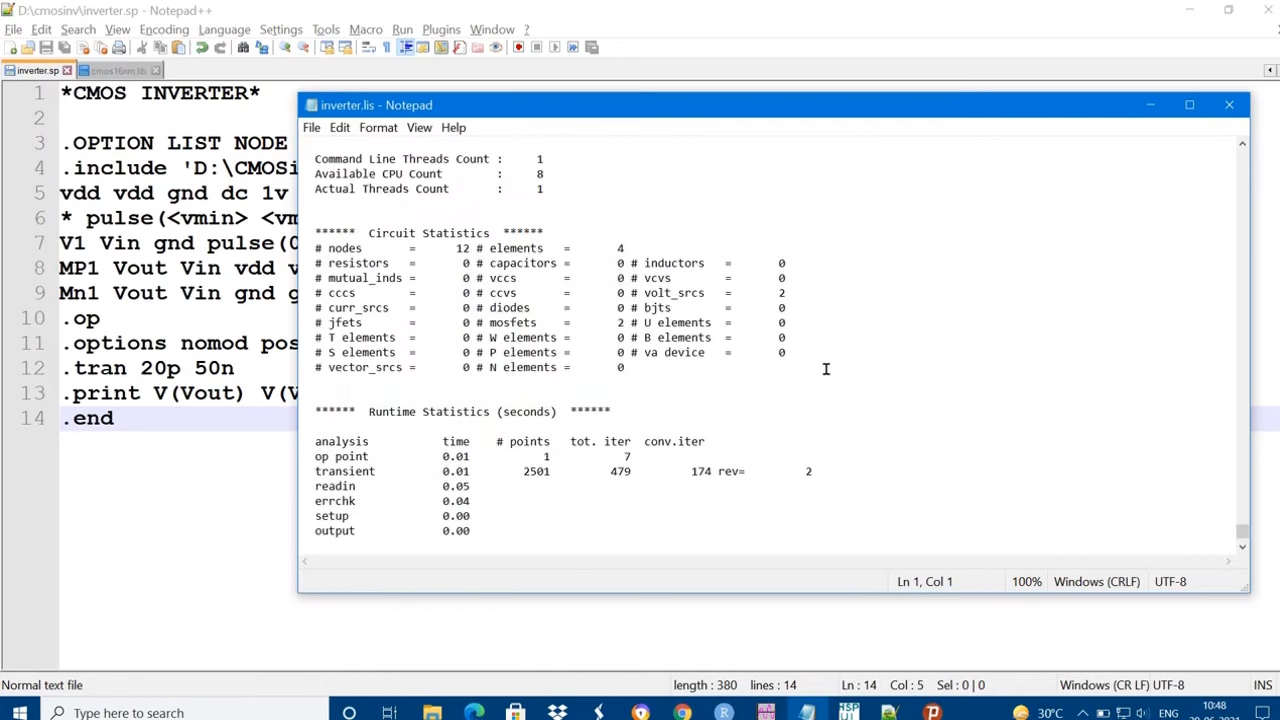 D:\cmosinv\inverter.sp - Notepad++
File Edit Search View Encoding Language Settings Tools Macro Run Plugins Window ?
inverter.sp cmos16nm.lib
1 *CMOS INVERTER*
2
3 .OPTION LIST NODE
4 .include 'D:\CMOSi
5 vdd vdd gnd dc 1v
6 * pulse(<vmin> <vm
7 V1 Vin gnd pulse(0
8 MP1 Vout Vin vdd v
9 Mn1 Vout Vin gnd g
10 .op
11 .options nomod pos
12 .tran 20p 50n
13 .print V(Vout) V(V
14 .end
inverter.lis - Notepad
File Edit Format View Help
Command Line Threads Count : 1
Available CPU Count : 8
Actual Threads Count : 1
****** Circuit Statistics ******
# nodes = 12 # elements = 4
# resistors = 0 # capacitors = 0 # inductors = 0
# mutual_inds = 0 # vccs = 0 # vcvs = 0
# cccs = 0 # ccvs = 0 # volt_srcs = 2
# curr_srcs = 0 # diodes = 0 # bjts = 0
# jfets = 0 # mosfets = 2 # U elements = 0
# T elements = 0 # W elements = 0 # B elements = 0
# S elements = 0 # P elements = 0 # va device = 0
# vector_srcs = 0 # N elements = 0
****** Runtime Statistics (seconds) ******
analysis time # points tot. iter conv.iter
op point 0.01 1 7
transient 0.01 2501 479 174 rev= 2
readin 0.05
errchk 0.04
setup 0.00
output 0.00
Ln 1, Col 1 100% Windows (CRLF) UTF-8
Normal text file length : 380 lines : 14 Ln : 14 Col : 5 Sel : 0 | 0 Windows (CR LF) UTF-8 INS
Type here to search 30°C ENG 10:48